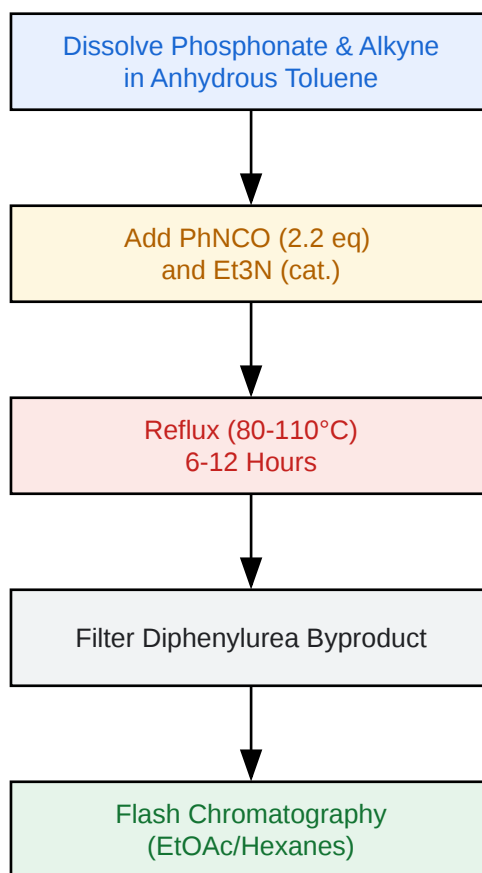 Dissolve Phosphonate & Alkyne
in Anhydrous Toluene
Add PhNCO (2.2 eq)
and Et3N (cat.)
Reflux (80-110°C)
6-12 Hours
Filter Diphenylurea Byproduct
Flash Chromatography
(EtOAc/Hexanes)